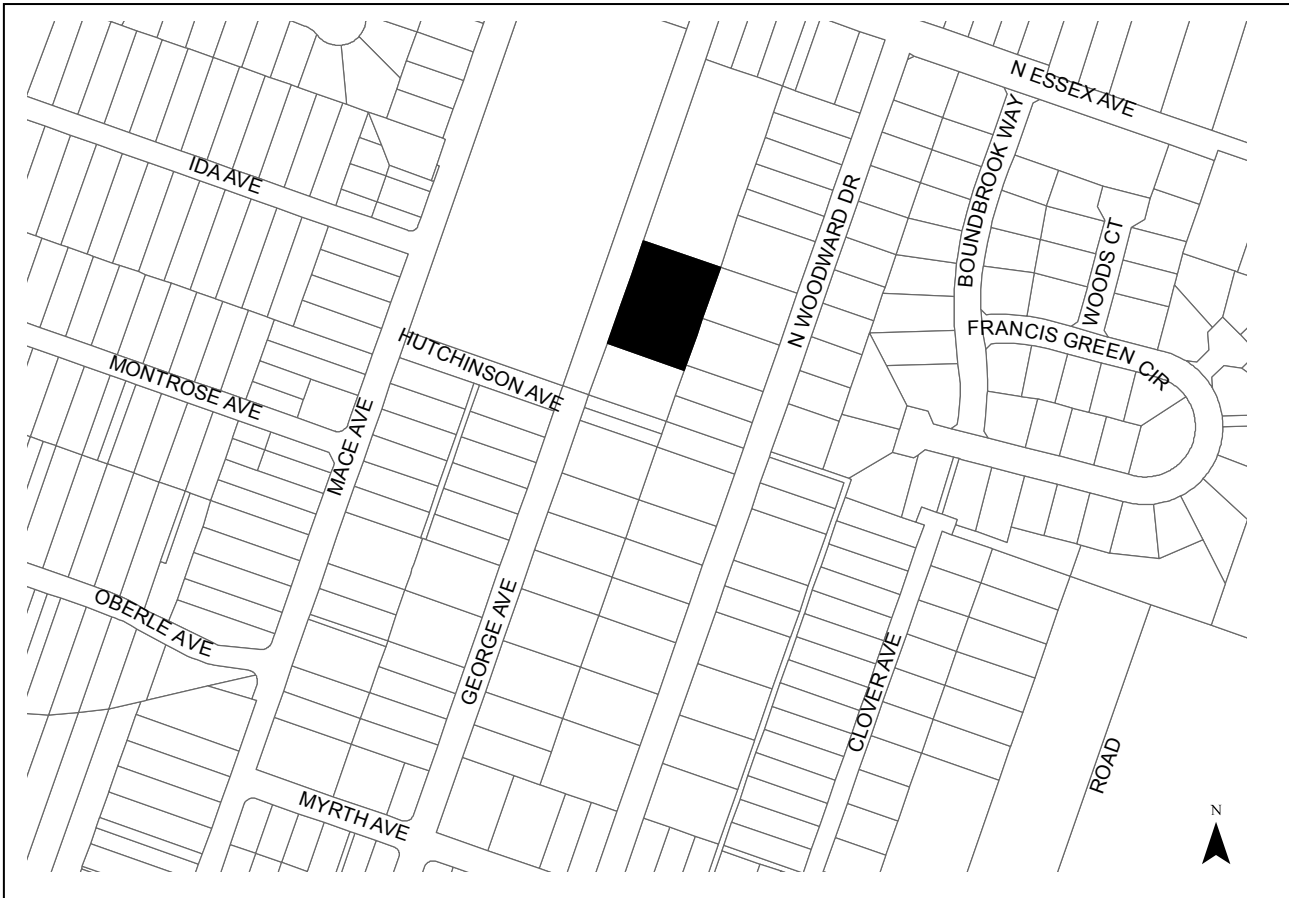 N ESSEX AVE
BOUNDBROOK WAY
IDA AVE
N WOODWARD DR
WOODS CT
FRANCIS GREEN CIR
HUTCHINSON AVE
MONTROSE AVE
MACE AVE
OBERLE AVE
GEORGE AVE
CLOVER AVE
ROAD
MYRTH AVE
N